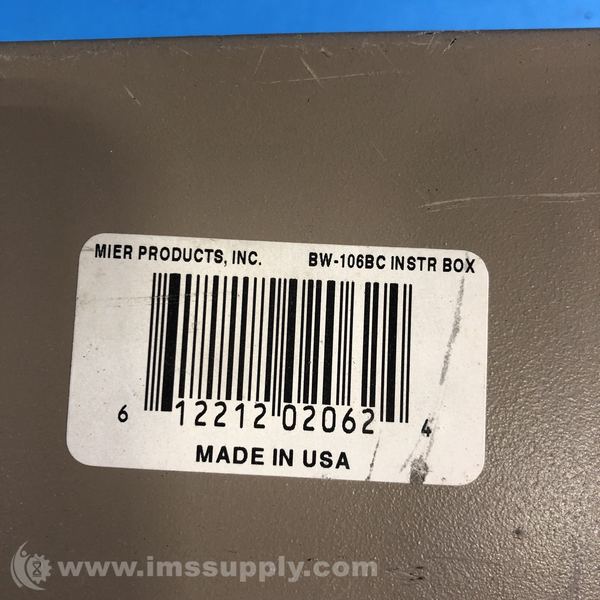 MIER PRODUCTS, INC. BW-106BC INSTR BOX
6 12212 02062 4
MADE IN USA
www.imssupply.com